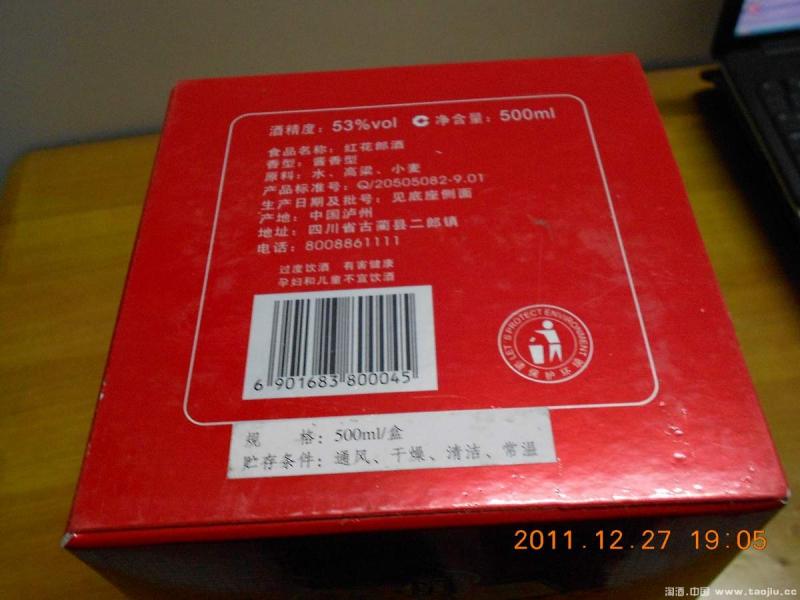 酒精度：53%vol C 净含量：500ml
食品名称：红花郎酒
香型：酱香型
原料：水、高粱、小麦
产品标准号：Q/20505082-9.01
生产日期及批号：见底座侧面
产地：中国泸州
地址：四川省古蔺县二郎镇
电话：8008861111
过度饮酒 有害健康
孕妇和儿童不宜饮酒
6 901683 800045
LET'S PROTECT ENVIRONMENT
保护环境
规 格：500ml/盒
贮存条件：通风、干燥、清洁、常温
2011.12.27 19:05
淘酒.中国 www.taojiu.cc